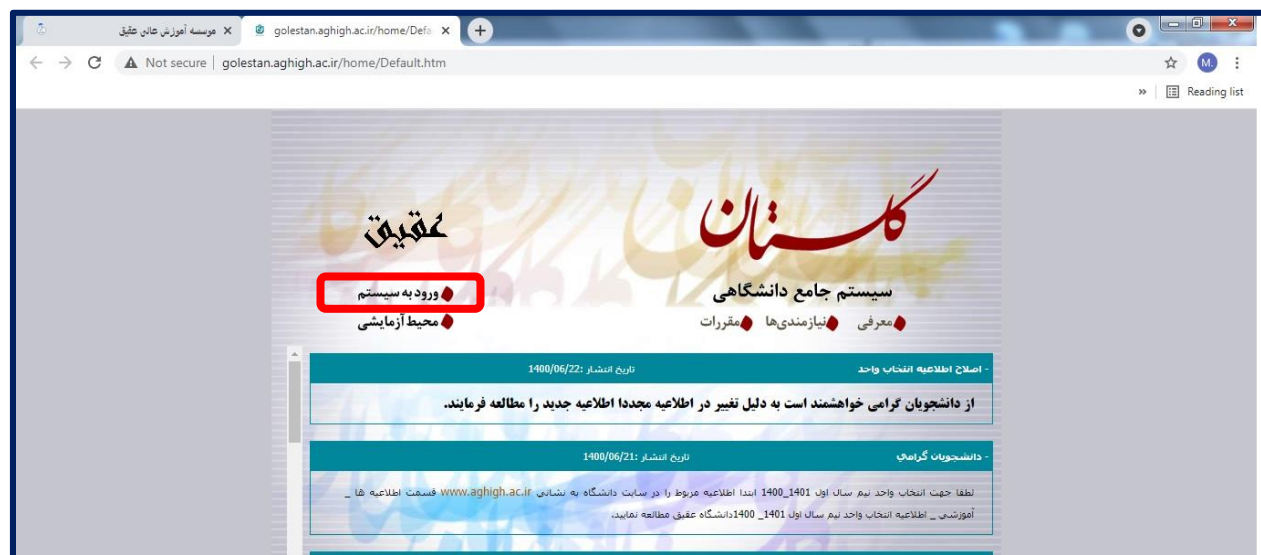 موسسه آموزش عالی عقیق
golestan.aghigh.ac.ir/home/Defa
Not secure | golestan.aghigh.ac.ir/home/Default.htm
M.
» Reading list
گلستان
عقیق
سیستم جامع دانشگاهی
ورود به سیستم
معرفی نیازمندی‌ها مقررات
محیط آزمایشی
- اصلاح اطلاعیه انتخاب واحد تاریخ انتشار :1400/06/22
از دانشجویان گرامی خواهشمند است به دلیل تغییر در اطلاعیه مجددا اطلاعیه جدید را مطالعه فرمایند.
- دانشجویان گرامي تاریخ انتشار :1400/06/21
لطفا جهت انتخاب واحد نیم سال اول 1401_1400 ابتدا اطلاعیه مربوط را در سایت دانشگاه به نشانی www.aghigh.ac.ir قسمت اطلاعیه ها _
آموزشی _ اطلاعیه انتخاب واحد نیم سال اول 1401_ 1400دانشگاه عقیق مطالعه نمایید.